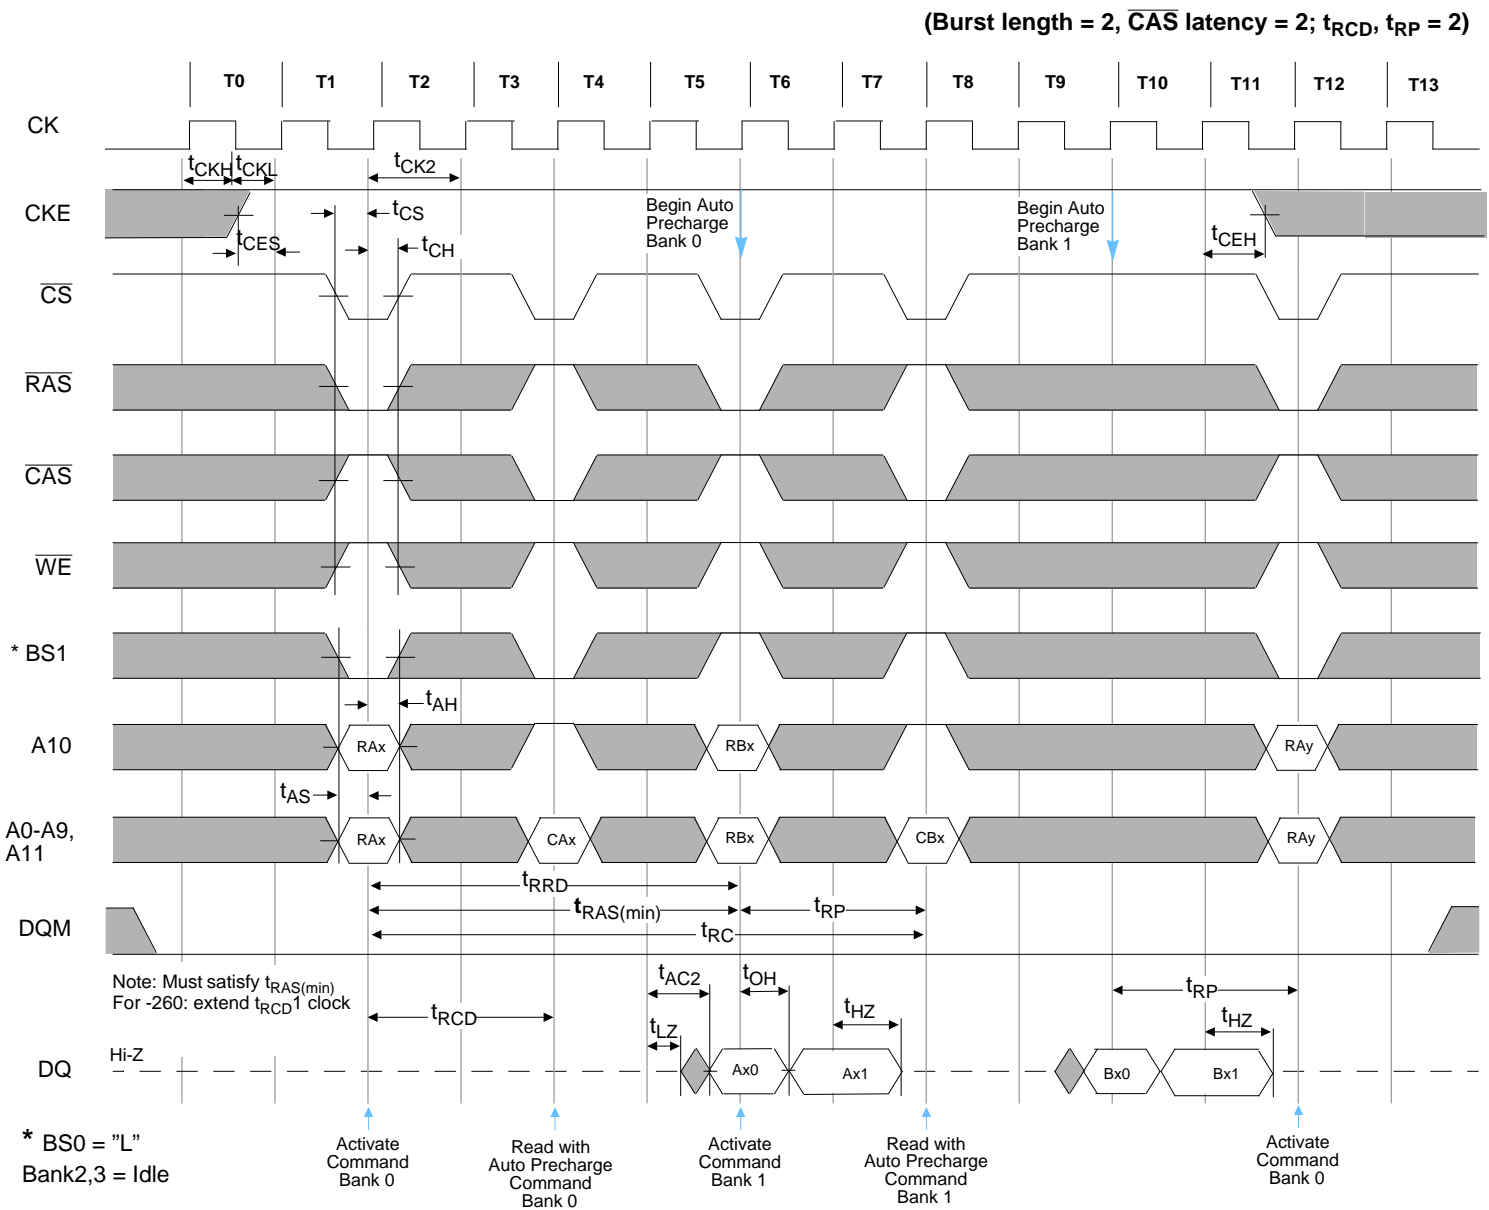 (Burst length = 2, CAS latency = 2; tRCD, tRP = 2)
T0 T1 T2 T3 T4 T5 T6 T7 T8 T9 T10 T11 T12 T13
CK
tCKH tCKL tCK2
CKE
tCES
tCS
tCH
Begin Auto
Precharge
Bank 0
Begin Auto
Precharge
Bank 1
tCEH
CS
RAS
CAS
WE
* BS1
tAH
A10
RAx RBx RAy
tAS
A0-A9,
A11
RAx CAx RBx CBx RAy
tRRD
tRAS(min) tRP
tRC
DQM
Note: Must satisfy tRAS(min)
For -260: extend tRCD1 clock
tRCD
tAC2 tOH
tLZ
tHZ
tRP
tHZ
Hi-Z
DQ
Ax0 Ax1 Bx0 Bx1
* BS0 = ”L”
Bank2,3 = Idle
Activate
Command
Bank 0
Read with
Auto Precharge
Command
Bank 0
Activate
Command
Bank 1
Read with
Auto Precharge
Command
Bank 1
Activate
Command
Bank 0